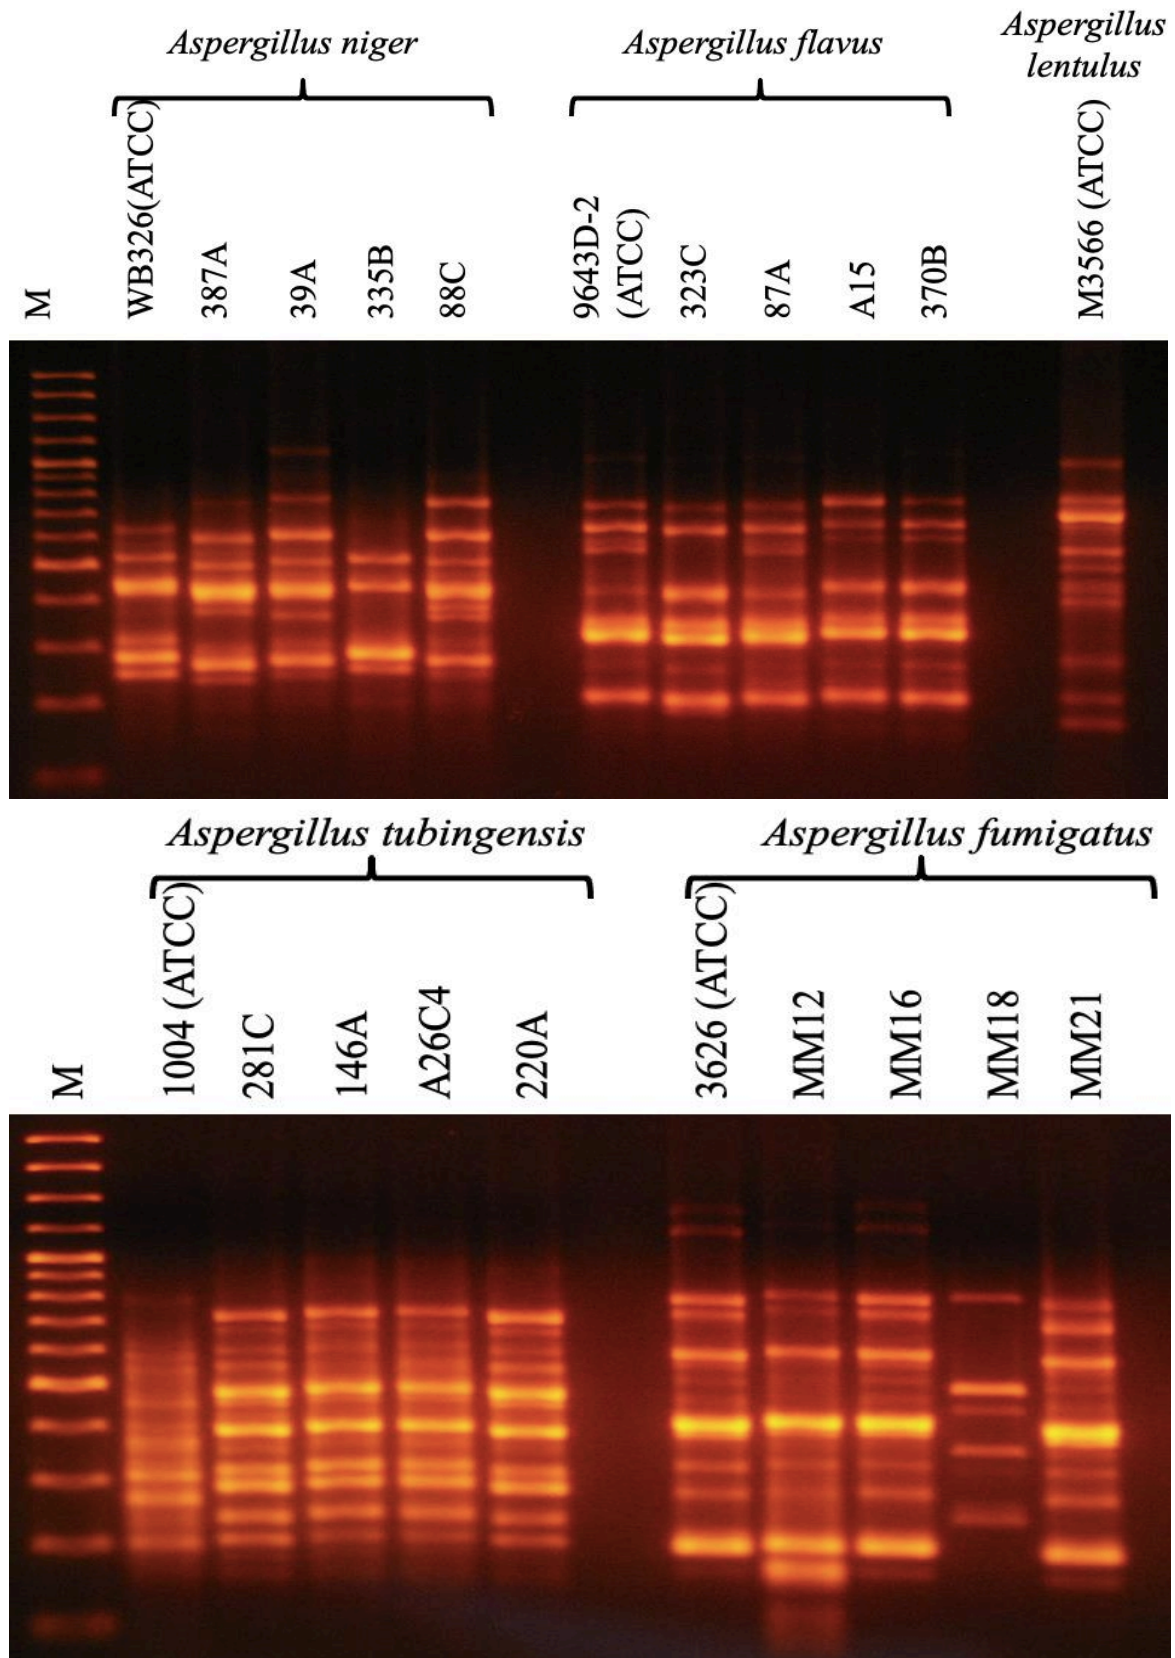 Aspergillus niger
Aspergillus flavus
Aspergillus
lentulus
M
WB326(ATCC)
387A
39A
335B
88C
9643D-2
(ATCC)
323C
87A
A15
370B
M3566 (ATCC)
Aspergillus tubingensis
Aspergillus fumigatus
M
1004 (ATCC)
281C
146A
A26C4
220A
3626 (ATCC)
MM12
MM16
MM18
MM21